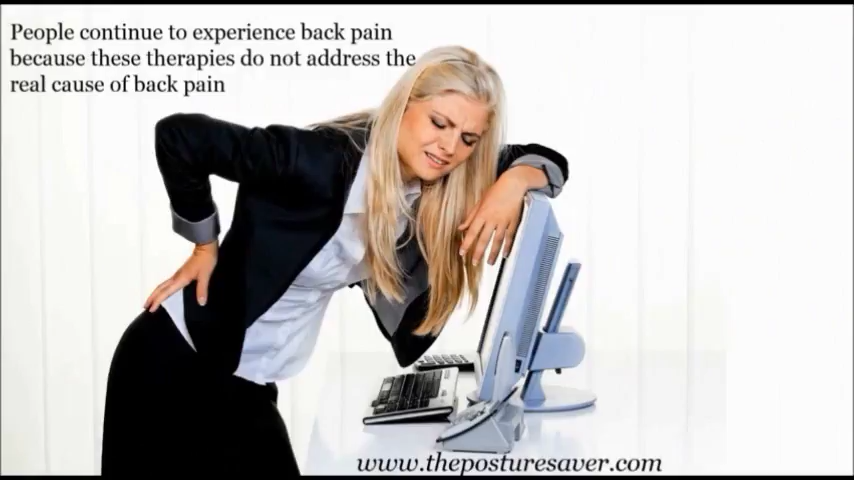 People continue to experience back pain
because these therapies do not address the
real cause of back pain
www.theposturesaver.com